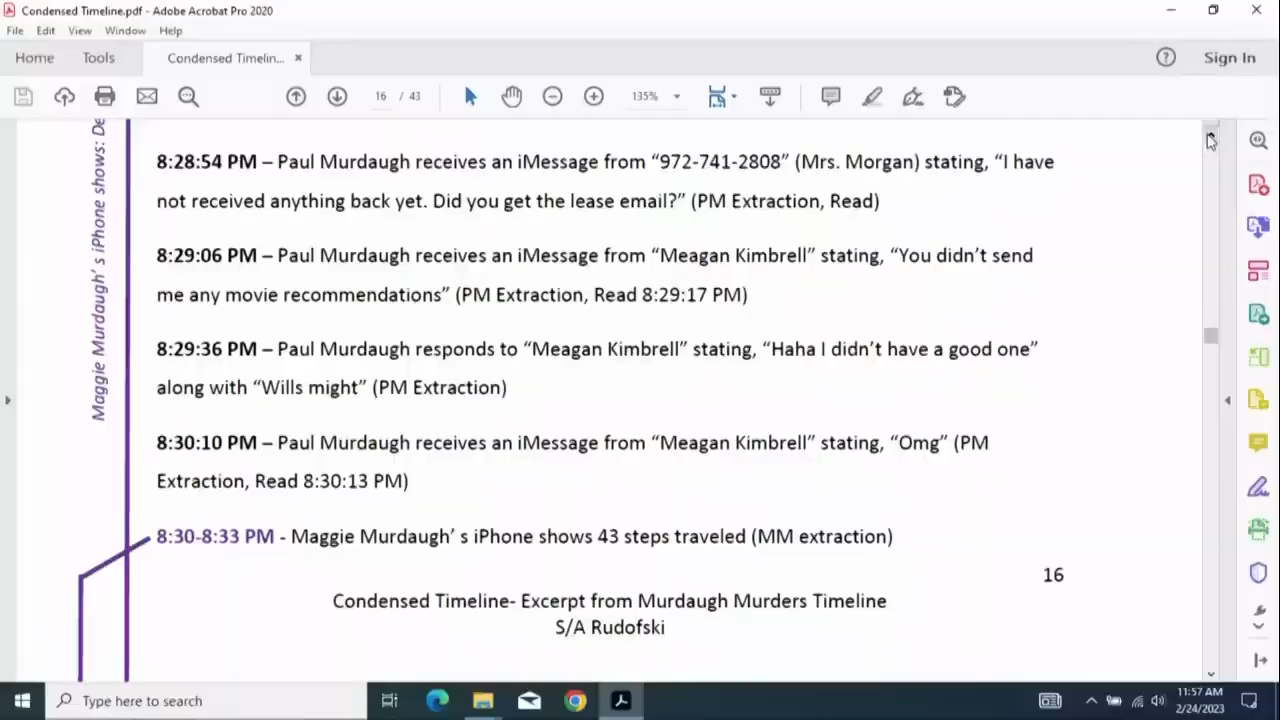 Condensed Timeline.pdf - Adobe Acrobat Pro 2020
File Edit View Window Help
Home Tools Condensed Timelin... × Sign In
16 / 43 135%
Maggie Murdaugh' s iPhone shows: De
8:28:54 PM – Paul Murdaugh receives an iMessage from “972-741-2808” (Mrs. Morgan) stating, “I have
not received anything back yet. Did you get the lease email?” (PM Extraction, Read)
8:29:06 PM – Paul Murdaugh receives an iMessage from “Meagan Kimbrell” stating, “You didn’t send
me any movie recommendations” (PM Extraction, Read 8:29:17 PM)
8:29:36 PM – Paul Murdaugh responds to “Meagan Kimbrell” stating, “Haha I didn’t have a good one”
along with “Wills might” (PM Extraction)
8:30:10 PM – Paul Murdaugh receives an iMessage from “Meagan Kimbrell” stating, “Omg” (PM
Extraction, Read 8:30:13 PM)
8:30-8:33 PM - Maggie Murdaugh’ s iPhone shows 43 steps traveled (MM extraction)
16
Condensed Timeline- Excerpt from Murdaugh Murders Timeline
S/A Rudofski
Type here to search
11:57 AM
2/24/2023